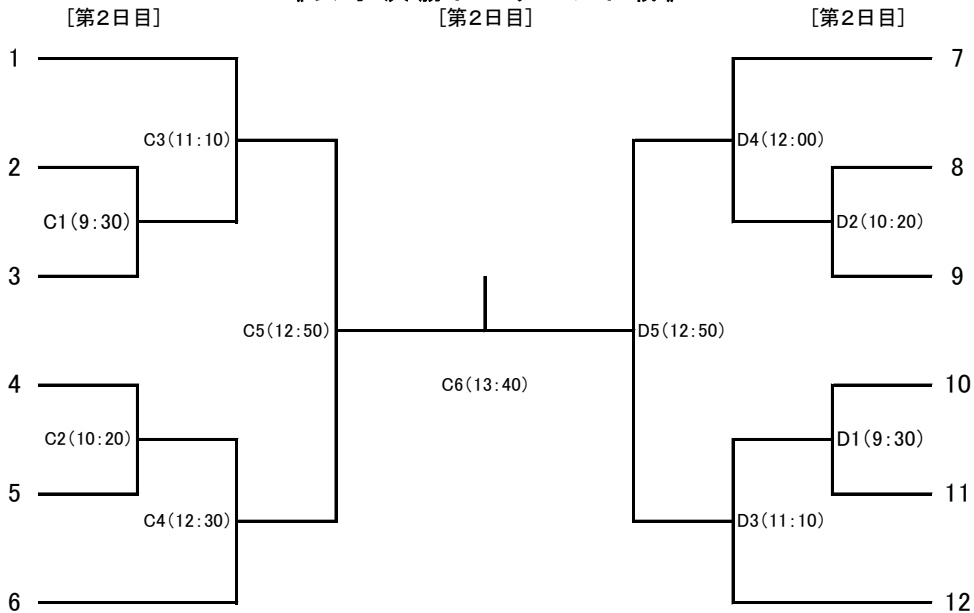 [第2日目] [第2日目] [第2日目]
1 7
C3(11:10) D4(12:00)
2 8
C1(9:30) D2(10:20)
3 9
C5(12:50) D5(12:50)
4 C6(13:40) 10
C2(10:20) D1(9:30)
5 11
C4(12:30) D3(11:10)
6 12